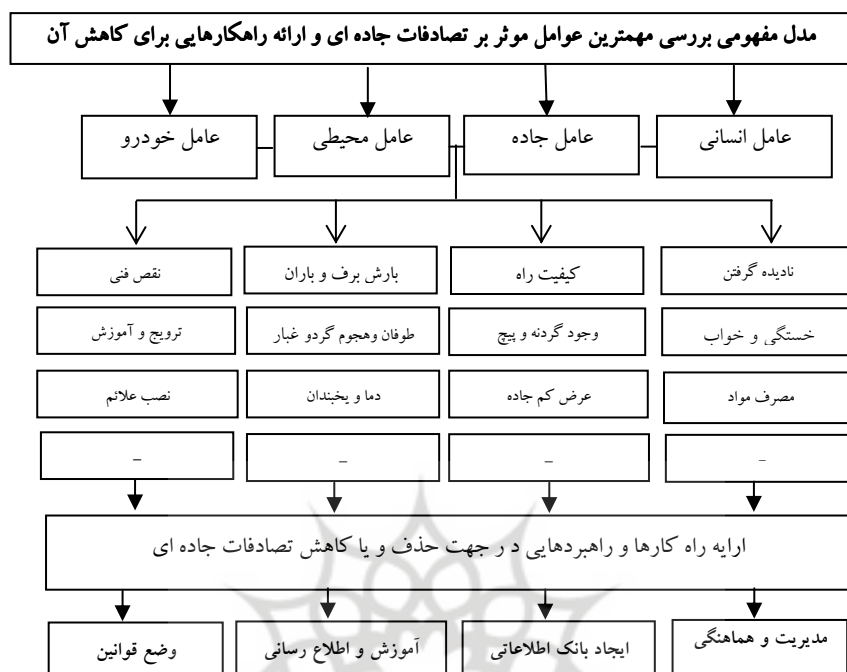 مدل مفهومی بررسی مهمترین عوامل موثر بر تصادفات جاده ای و ارائه راهکارهایی برای کاهش آن
عامل انسانی
عامل جاده
عامل محیطی
عامل خودرو
نادیده گرفتن
کیفیت راه
بارش برف و باران
نقص فنی
خستگی و خواب
وجود گردنه و پیچ
طوفان وهجوم گردو غبار
ترویج و آموزش
مصرف مواد
عرض کم جاده
دما و یخبندان
نصب علائم
_
_
_
_
ارایه راه کارها و راهبردهایی د ر جهت حذف و یا کاهش تصادفات جاده ای
مدیریت و هماهنگی
ایجاد بانک اطلاعاتی
آموزش و اطلاع رسانی
وضع قوانین